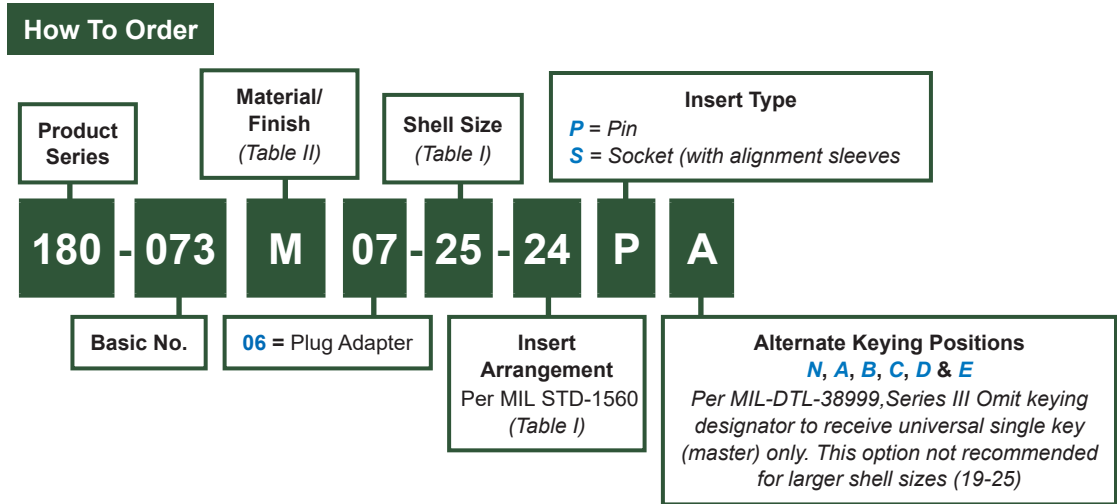 How To Order
Product
Series
Material/
Finish
(Table II)
Shell Size
(Table I)
Insert Type
P = Pin
S = Socket (with alignment sleeves
180 - 073 M 07 - 25 - 24 P A
Basic No.
06 = Plug Adapter
Insert
Arrangement
Per MIL STD-1560
(Table I)
Alternate Keying Positions
N, A, B, C, D & E
Per MIL-DTL-38999,Series III Omit keying
designator to receive universal single key
(master) only. This option not recommended
for larger shell sizes (19-25)